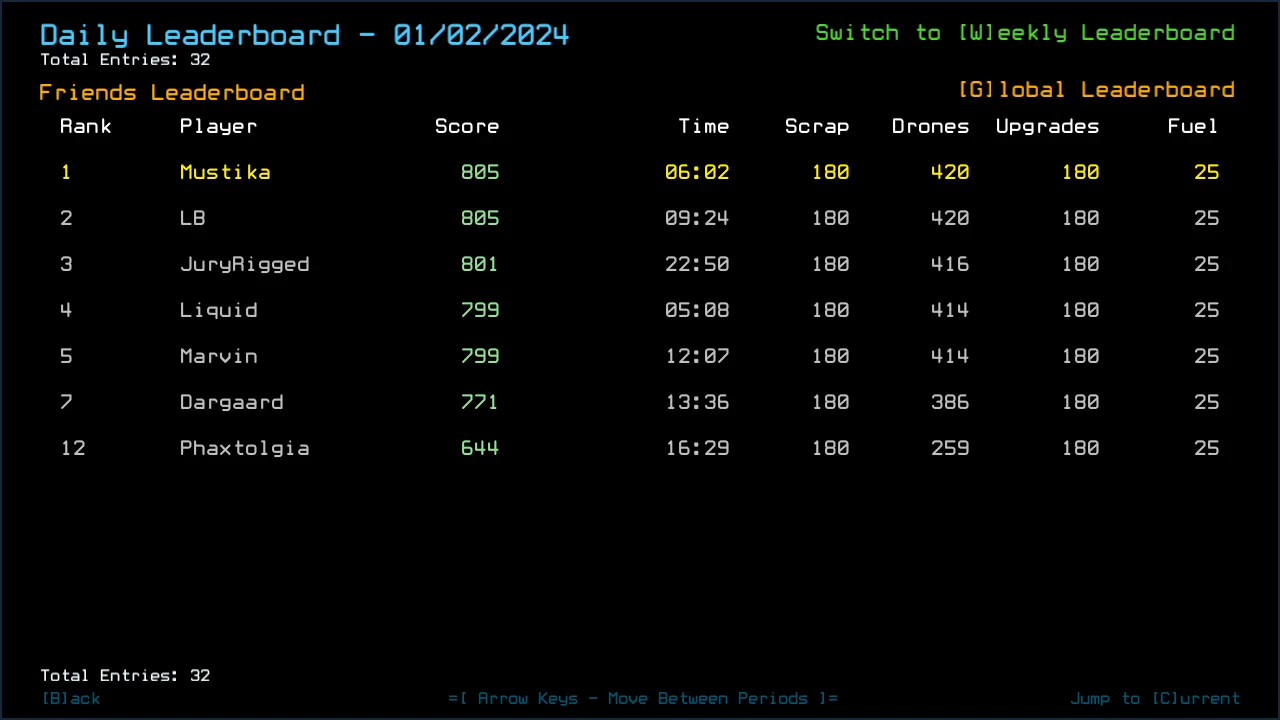 Daily Leaderboard - 01/02/2024 Switch to [W]eekly Leaderboard
Total Entries: 32
Friends Leaderboard [G]lobal Leaderboard
Rank Player Score Time Scrap Drones Upgrades Fuel
1 Mustika 805 06:02 180 420 180 25
2 LB 805 09:24 180 420 180 25
3 JuryRigged 801 22:50 180 416 180 25
4 Liquid 799 05:08 180 414 180 25
5 Marvin 799 12:07 180 414 180 25
7 Dargaard 771 13:36 180 386 180 25
12 Phaxtolgia 644 16:29 180 259 180 25
Total Entries: 32
[B]ack =[ Arrow Keys - Move Between Periods ]= Jump to [C]urrent